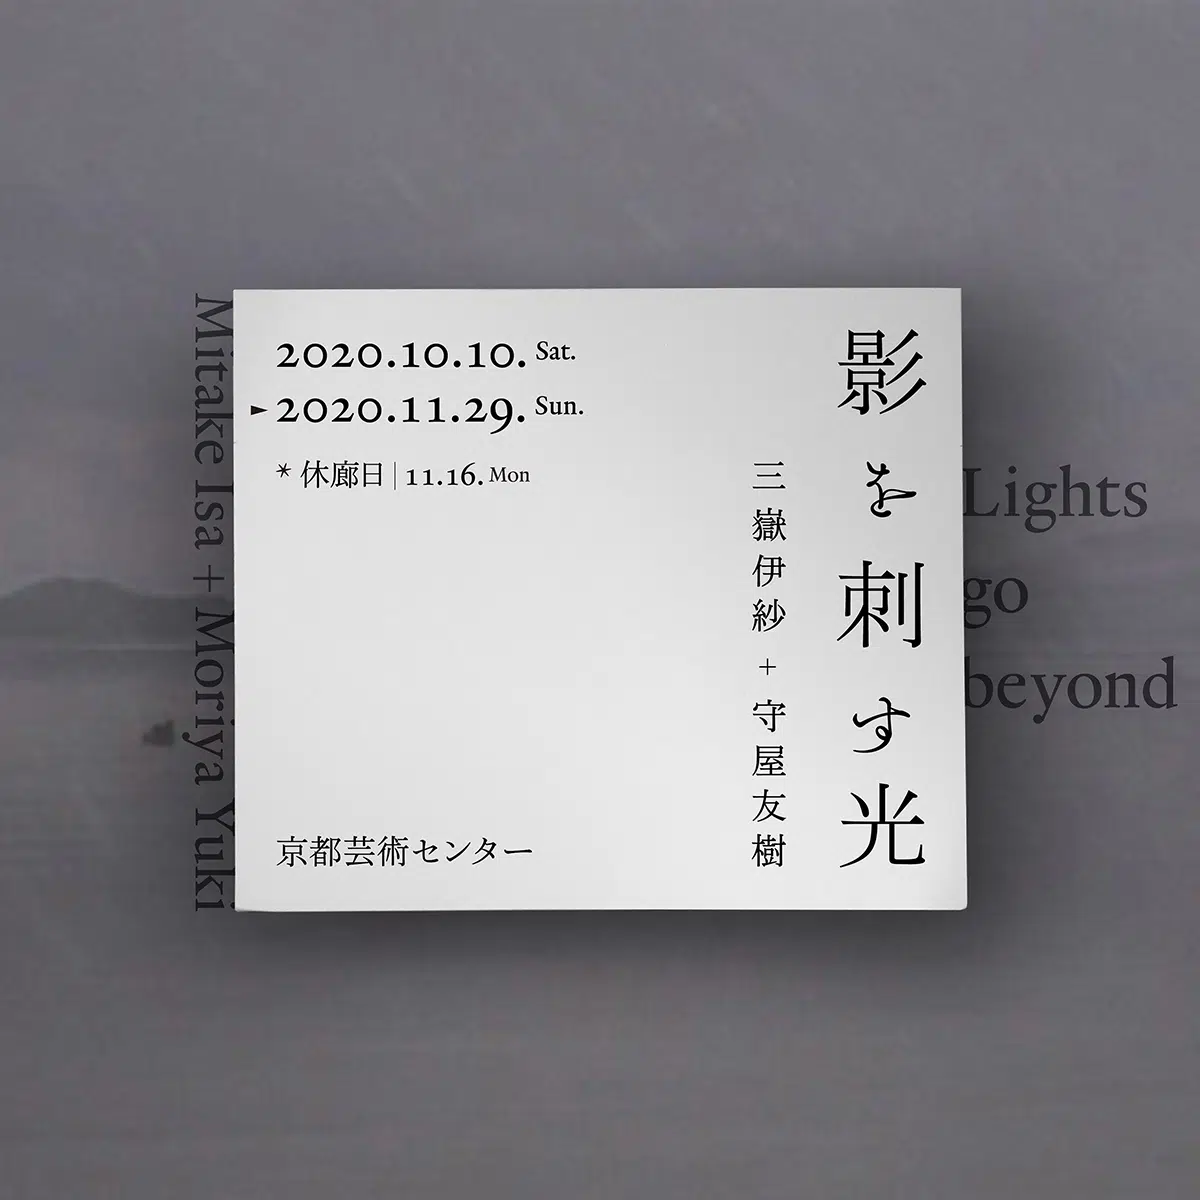 影を刺す光
三嶽伊紗+守屋友樹
2020.10.10. Sat.
►2020.11.29. Sun.
* 休廊日|11.16. Mon
京都芸術センター
Mitake Isa + Moriya Yuki
Lights
go
beyond